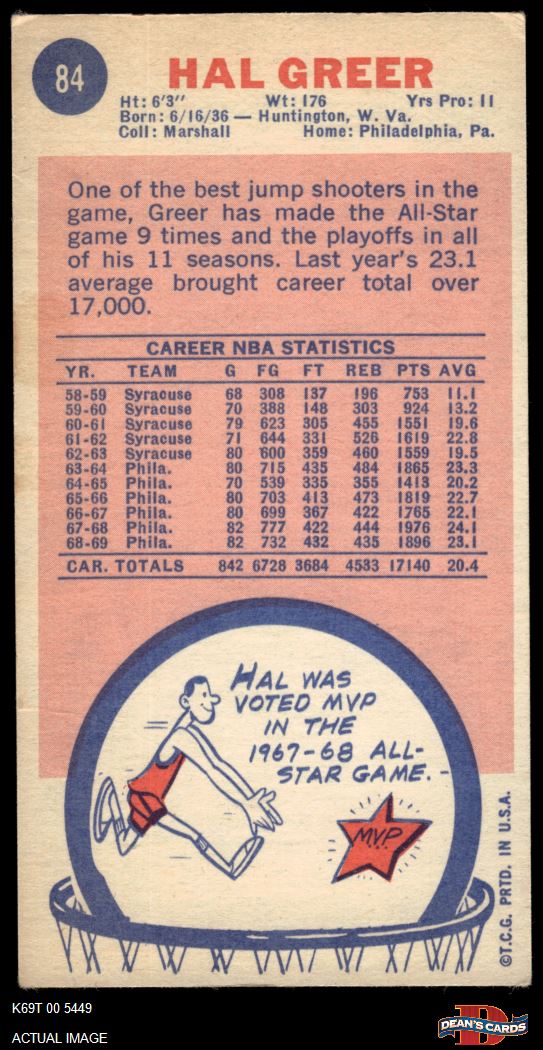 84
HAL GREER
Ht: 6'3" Wt: 176 Yrs Pro: 11
Born: 6/16/36 — Huntington, W. Va.
Coll: Marshall Home: Philadelphia, Pa.
One of the best jump shooters in the
game, Greer has made the All-Star
game 9 times and the playoffs in all
of his 11 seasons. Last year's 23.1
average brought career total over
17,000.
CAREER NBA STATISTICS
YR. TEAM G FG FT REB PTS AVG
58-59 Syracuse 68 308 137 196 753 11.1
59-60 Syracuse 70 388 148 303 924 13.2
60-61 Syracuse 79 623 305 455 1551 19.6
61-62 Syracuse 71 644 331 526 1619 22.8
62-63 Syracuse 80 600 359 460 1559 19.5
63-64 Phila. 80 715 435 484 1865 23.3
64-65 Phila. 70 539 335 355 1413 20.2
65-66 Phila. 80 703 413 473 1819 22.7
66-67 Phila. 80 699 367 422 1765 22.1
67-68 Phila. 82 777 422 444 1976 24.1
68-69 Phila. 82 732 432 435 1896 23.1
CAR. TOTALS 842 6728 3684 4533 17140 20.4
HAL WAS
VOTED MVP
IN THE
1967-68 ALL-
STAR GAME.
MVP
©T.C.G. PRTD. IN U.S.A.
K69T 00 5449
ACTUAL IMAGE
D
DEAN'S CARDS